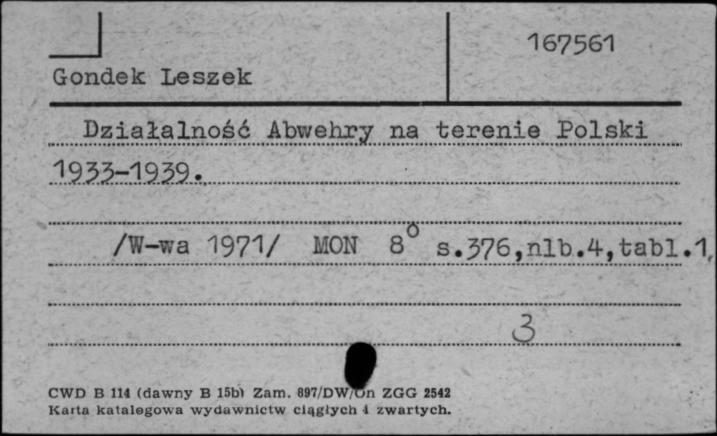 167561
Gondek Leszek
Działalność Abwehry na terenie Polski
1933-1939.
/W-wa 1971/ MON 8° s.376,nlb.4,tabl.1,
3
CWD B 114 (dawny B 15b) Zam. 897/DW/On ZGG 2542
Karta katalogowa wydawnictw ciągłych i zwartych.